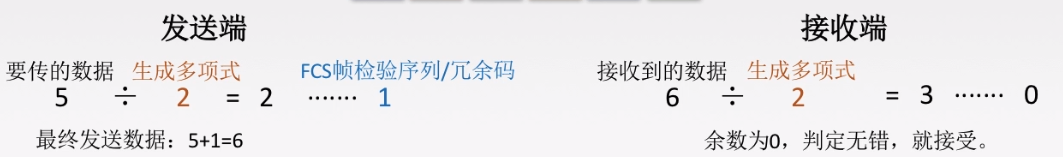 发送端
要传的数据 生成多项式 FCS帧检验序列/冗余码
5 ÷ 2 = 2 ······· 1
最终发送数据：5+1=6
接收端
接收到的数据 生成多项式
6 ÷ 2 = 3 ······· 0
余数为0，判定无错，就接受。